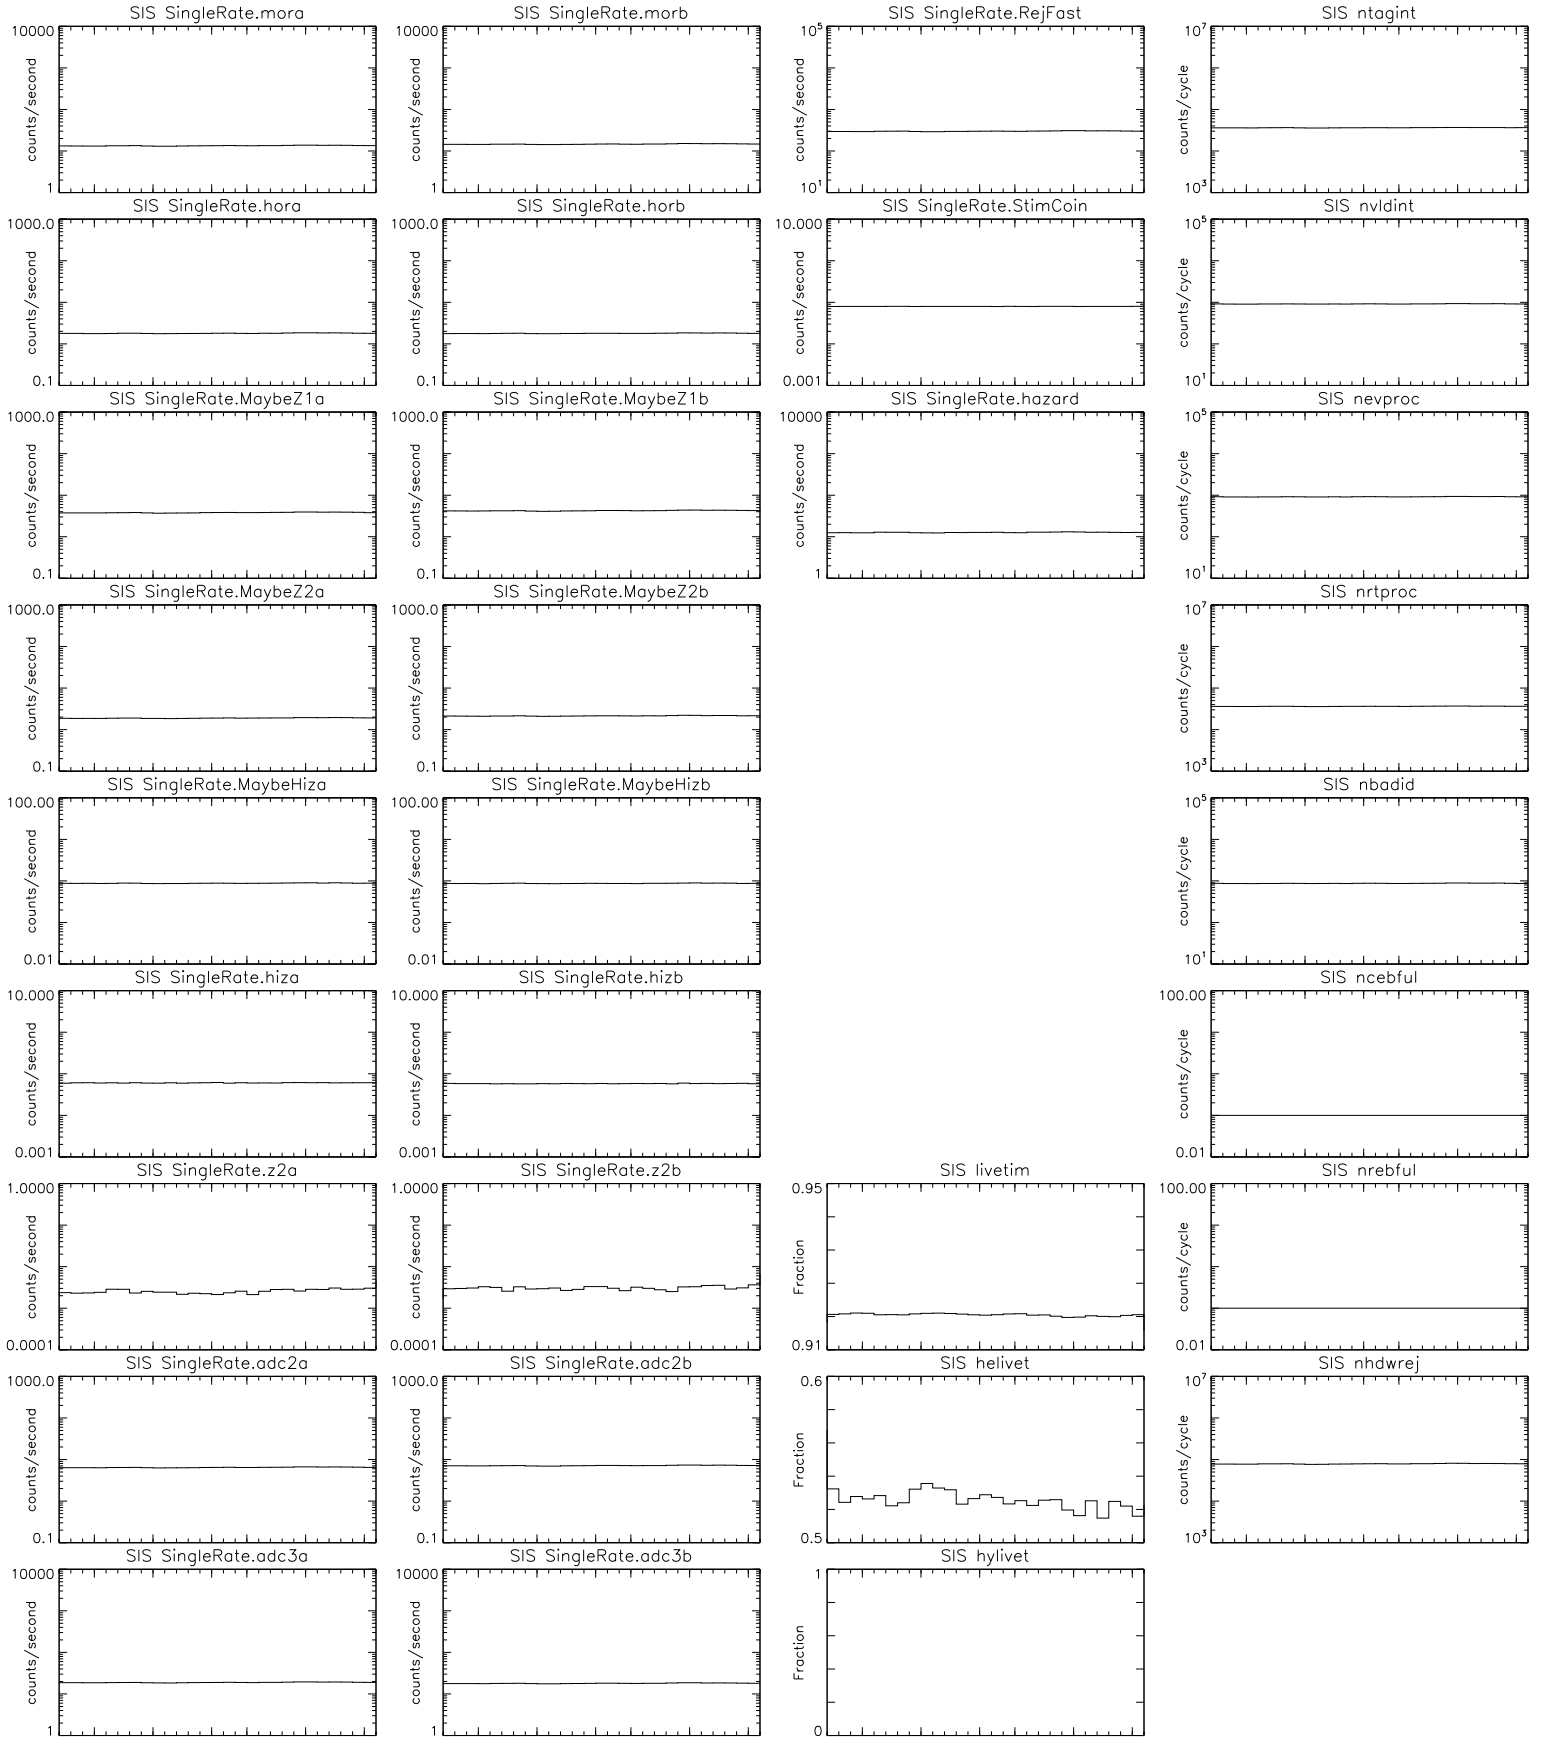 SIS SingleRate.mora
10000
counts/second
1
SIS SingleRate.morb
10000
counts/second
1
SIS SingleRate.RejFast
10^5
counts/second
10^1
SIS ntagint
10^7
counts/cycle
10^3
SIS SingleRate.hora
1000.0
counts/second
0.1
SIS SingleRate.horb
1000.0
counts/second
0.1
SIS SingleRate.StimCoin
10.000
counts/second
0.001
SIS nvldint
10^5
counts/cycle
10^1
SIS SingleRate.MaybeZ1a
1000.0
counts/second
0.1
SIS SingleRate.MaybeZ1b
1000.0
counts/second
0.1
SIS SingleRate.hazard
10000
counts/second
1
SIS nevproc
10^5
counts/cycle
10^1
SIS SingleRate.MaybeZ2a
1000.0
counts/second
0.1
SIS SingleRate.MaybeZ2b
1000.0
counts/second
0.1
SIS nrtproc
10^7
counts/cycle
10^3
SIS SingleRate.MaybeHiza
100.00
counts/second
0.01
SIS SingleRate.MaybeHizb
100.00
counts/second
0.01
SIS nbadid
10^5
counts/cycle
10^1
SIS SingleRate.hiza
10.000
counts/second
0.001
SIS SingleRate.hizb
10.000
counts/second
0.001
SIS ncebful
100.00
counts/cycle
0.01
SIS SingleRate.z2a
1.0000
counts/second
0.0001
SIS SingleRate.z2b
1.0000
counts/second
0.0001
SIS livetim
0.95
Fraction
0.91
SIS nrebful
100.00
counts/cycle
0.01
SIS SingleRate.adc2a
1000.0
counts/second
0.1
SIS SingleRate.adc2b
1000.0
counts/second
0.1
SIS helivet
0.6
Fraction
0.5
SIS nhdwrej
10^7
counts/cycle
10^3
SIS SingleRate.adc3a
10000
counts/second
1
SIS SingleRate.adc3b
10000
counts/second
1
SIS hylivet
1
Fraction
0